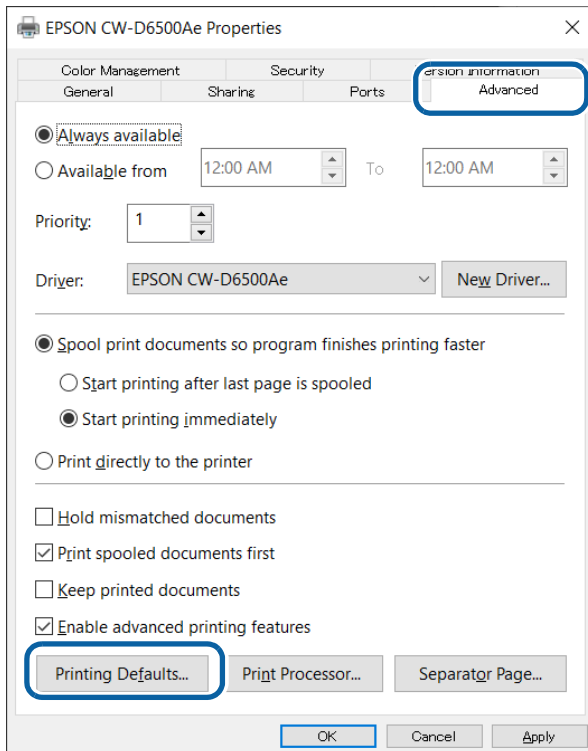 EPSON CW-D6500Ae Properties
Color Management Security Version Information
General Sharing Ports Advanced
Always available
Available from 12:00 AM To 12:00 AM
Priority: 1
Driver: EPSON CW-D6500Ae New Driver...
Spool print documents so program finishes printing faster
Start printing after last page is spooled
Start printing immediately
Print directly to the printer
Hold mismatched documents
Print spooled documents first
Keep printed documents
Enable advanced printing features
Printing Defaults... Print Processor... Separator Page...
OK Cancel Apply